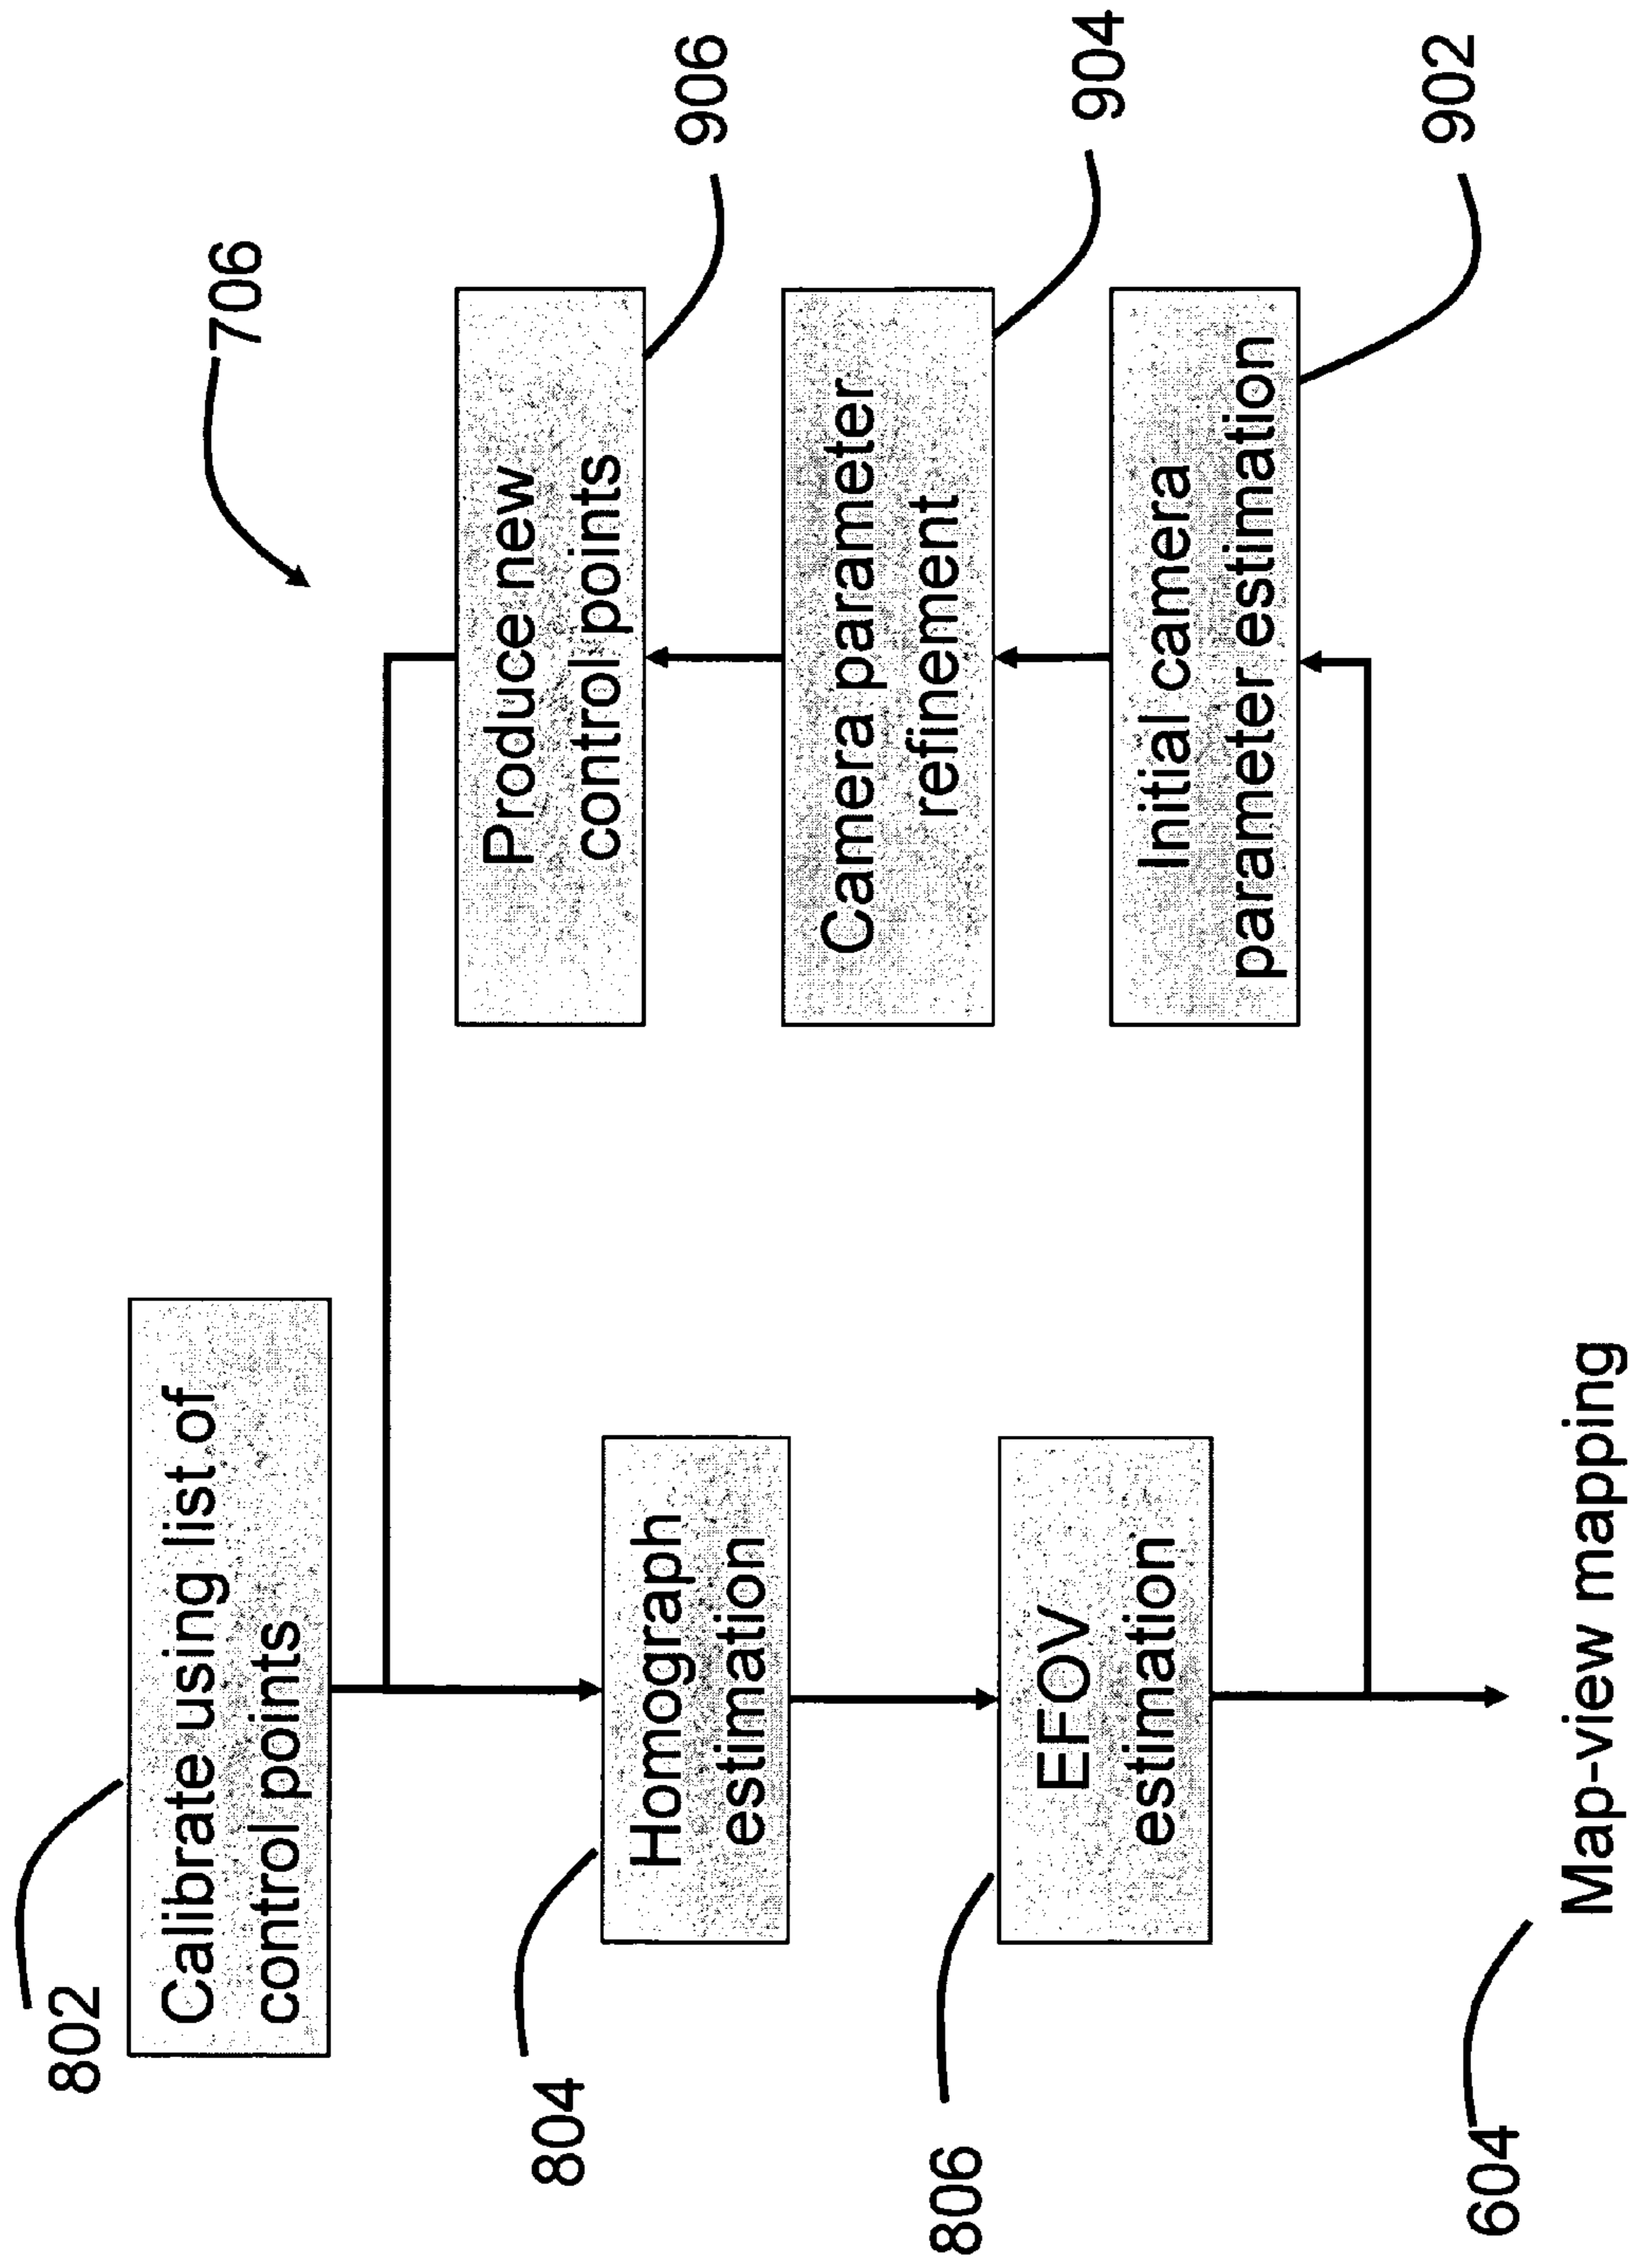 706
802
Calibrate using list of
control points
804
Homograph
estimation
806
EFOV
estimation
604
Map-view mapping
Produce new
control points
906
Camera parameter
refinement
904
Initial camera
parameter estimation
902